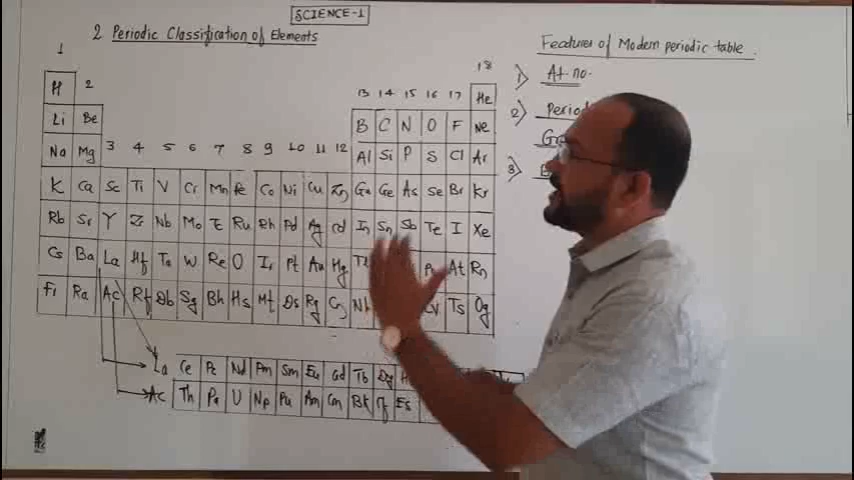 SCIENCE-1
2 Periodic Classification of Elements
Features of Modern periodic table.
1) At. no.
2) Period
3)
1 18
H 2 13 14 15 16 17 He
Li Be B C N O F Ne
Na Mg 3 4 5 6 7 8 9 10 11 12 Al Si P S Cl Ar
K Ca Sc Ti V Cr Mn Fe Co Ni Cu Zn Ga Ge As Se Br Kr
Rb Sr Y Zr Nb Mo Ru Rh Pd Ag Cd In Sn Sb Te I Xe
Cs Ba La Hf Ta W Re O Ir Pt Au Hg Tl At Rn
Fr Ra Ac Rf Db Sg Bh Hs Mt Ds Rg Cn Nh Ts Og
La Ce Pr Nd Pm Sm Eu Gd Tb Dy
Ac Th Pa U Np Pu Am Cm Bk Cf Es